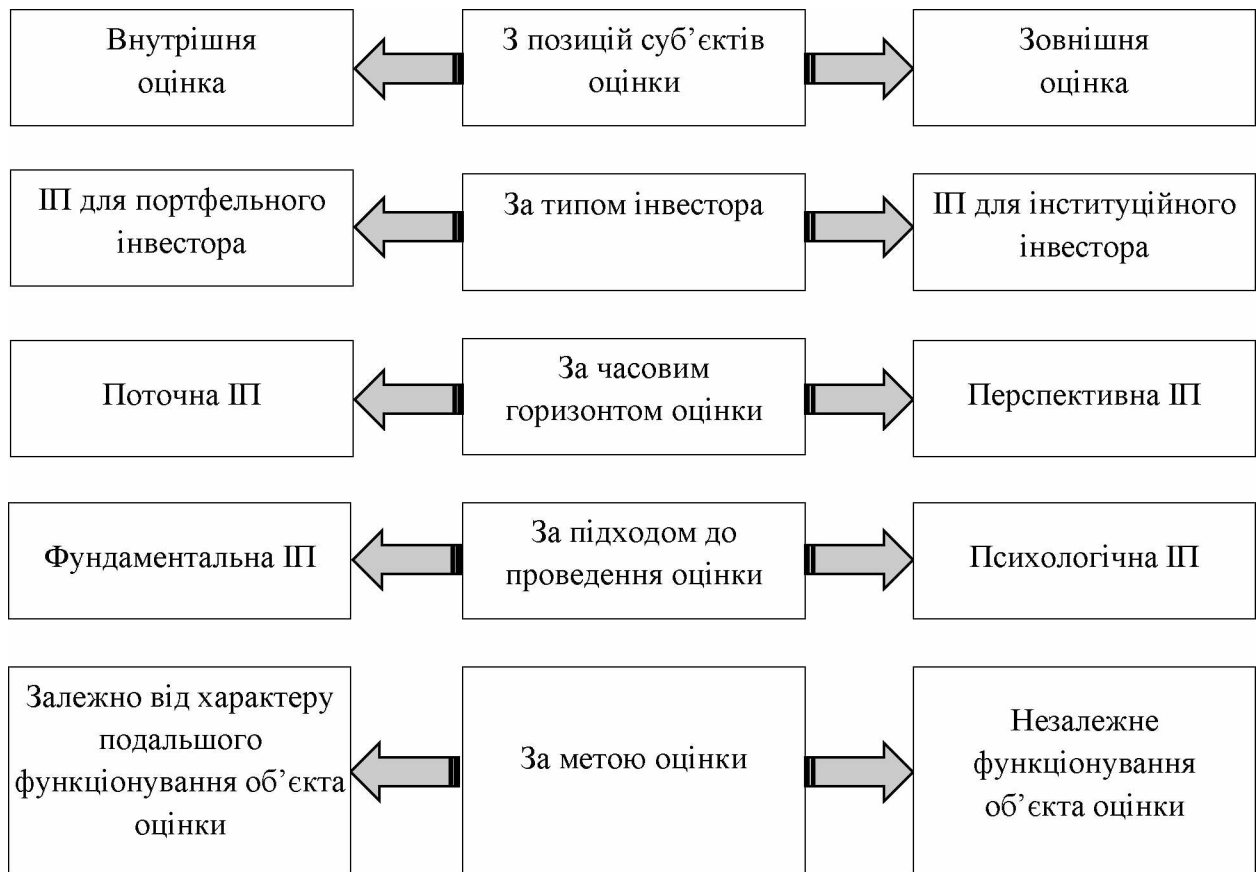 Внутрішня
оцінка
З позицій суб’єктів
оцінки
Зовнішня
оцінка
ІП для портфельного
інвестора
За типом інвестора
ІП для інституційного
інвестора
Поточна ІП
За часовим
горизонтом оцінки
Перспективна ІП
Фундаментальна ІП
За підходом до
проведення оцінки
Психологічна ІП
Залежно від характеру
подальшого
функціонування об’єкта
оцінки
За метою оцінки
Незалежне
функціонування
об’єкта оцінки